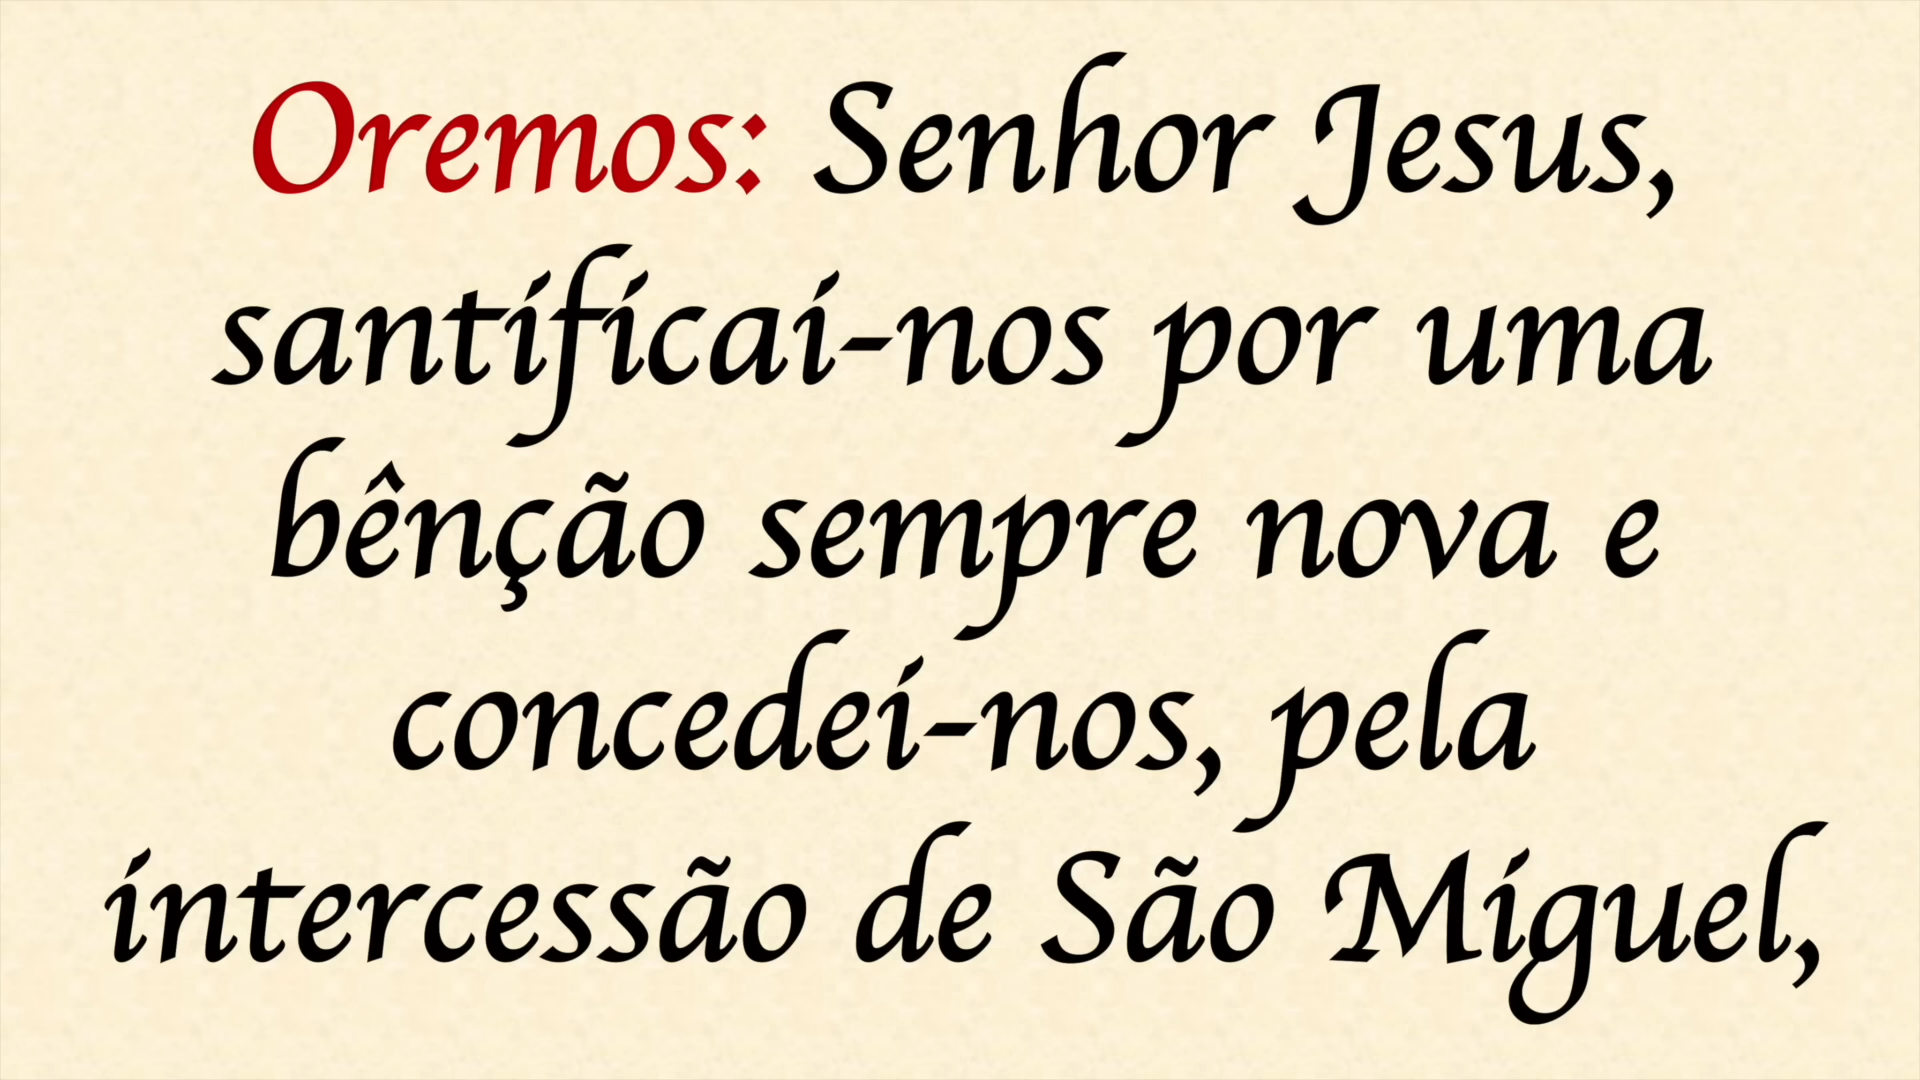 Oremos: Senhor Jesus,
santificai-nos por uma
bênção sempre nova e
concedei-nos, pela
intercessão de São Miguel,